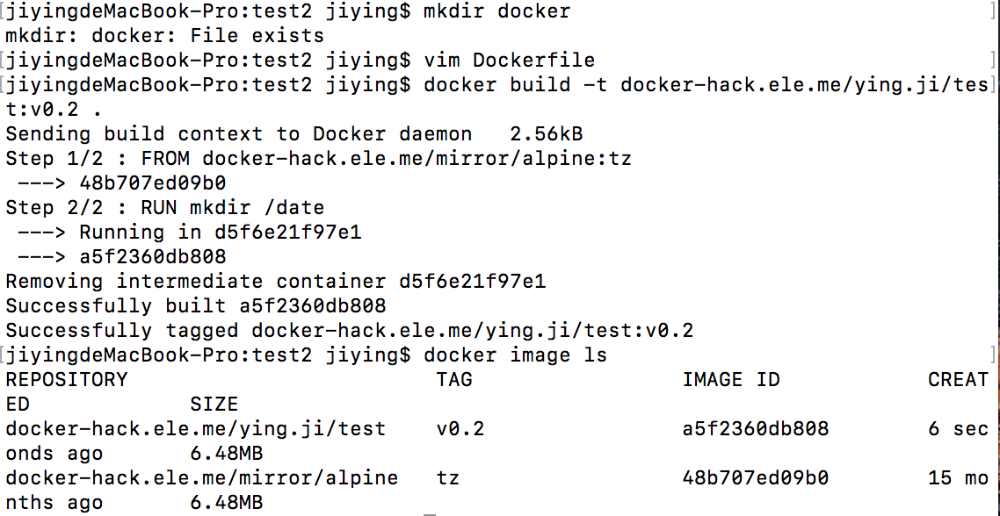 [jiyingdeMacBook-Pro:test2 jiying$ mkdir docker ]
mkdir: docker: File exists
[jiyingdeMacBook-Pro:test2 jiying$ vim Dockerfile ]
[jiyingdeMacBook-Pro:test2 jiying$ docker build -t docker-hack.ele.me/ying.ji/tes]
t:v0.2 .
Sending build context to Docker daemon   2.56kB
Step 1/2 : FROM docker-hack.ele.me/mirror/alpine:tz
 ---> 48b707ed09b0
Step 2/2 : RUN mkdir /date
 ---> Running in d5f6e21f97e1
 ---> a5f2360db808
Removing intermediate container d5f6e21f97e1
Successfully built a5f2360db808
Successfully tagged docker-hack.ele.me/ying.ji/test:v0.2
[jiyingdeMacBook-Pro:test2 jiying$ docker image ls ]
REPOSITORY                         TAG                 IMAGE ID            CREAT
ED             SIZE
docker-hack.ele.me/ying.ji/test    v0.2                a5f2360db808        6 sec
onds ago       6.48MB
docker-hack.ele.me/mirror/alpine   tz                  48b707ed09b0        15 mo
nths ago       6.48MB